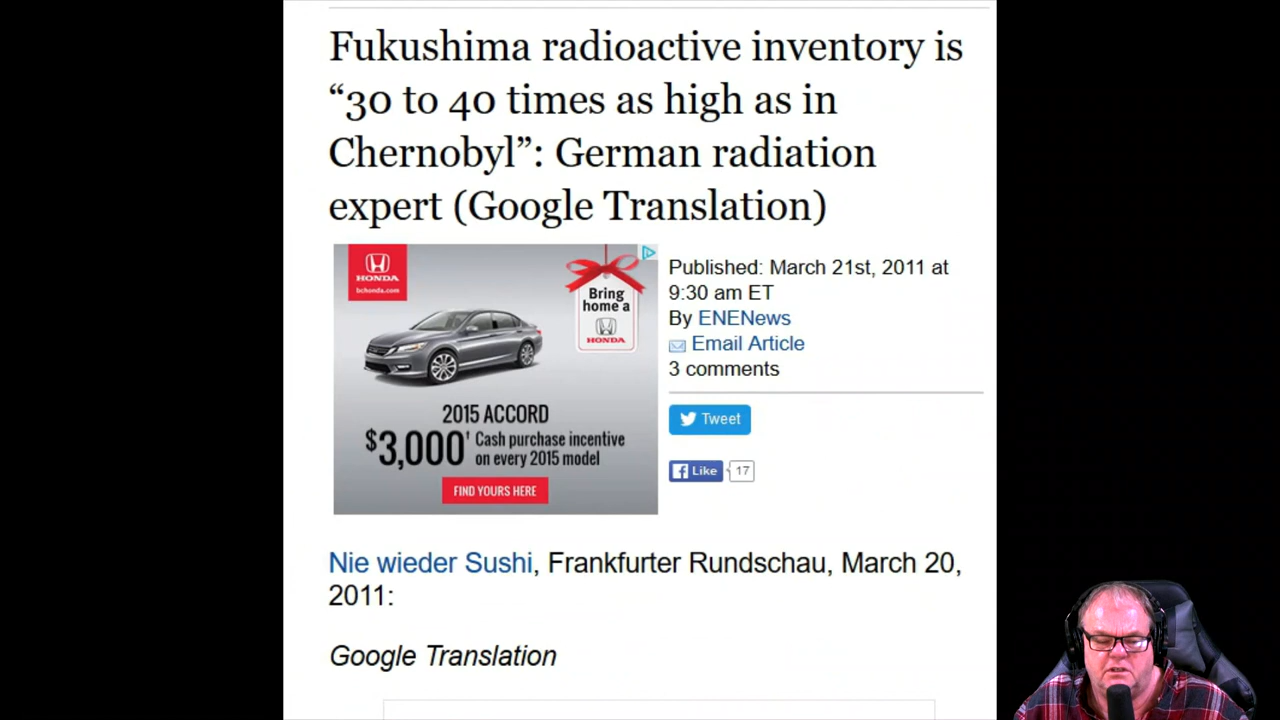 Fukushima radioactive inventory is
“30 to 40 times as high as in
Chernobyl”: German radiation
expert (Google Translation)
HONDA
bchonda.com
Bring
home a
HONDA
2015 ACCORD
$3,000† Cash purchase incentive
on every 2015 model
FIND YOURS HERE
Published: March 21st, 2011 at
9:30 am ET
By ENENews
Email Article
3 comments
Tweet
Like 17
Nie wieder Sushi, Frankfurter Rundschau, March 20,
2011:
Google Translation